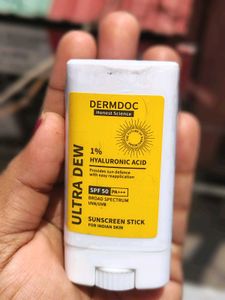 DERMDOC
Honest Science
ULTRA DEW
1%
HYALURONIC ACID
Provides sun defence
with easy reapplication
SPF 50 PA+++
BROAD SPECTRUM
UVA/UVB
SUNSCREEN STICK
FOR INDIAN SKIN